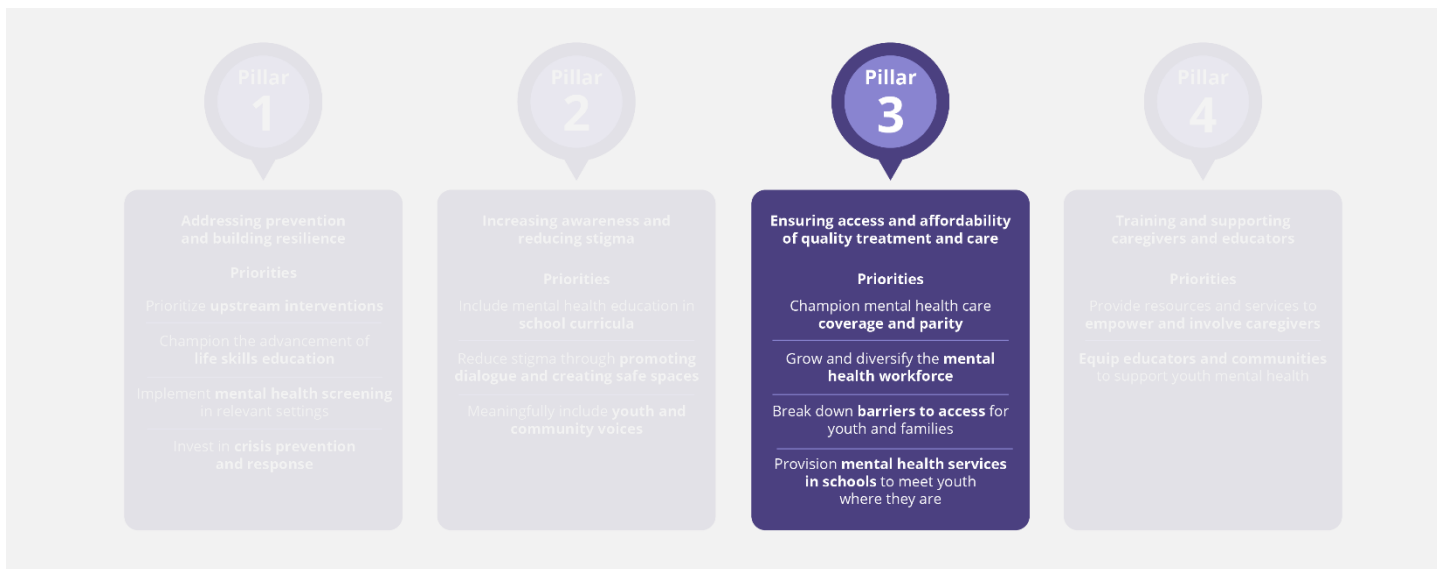 Pillar
1
Addressing prevention
and building resilience
Priorities
Prioritize upstream interventions
Champion the advancement of
life skills education
Implement mental health screening
in relevant settings
Invest in crisis prevention
and response
Pillar
2
Increasing awareness and
reducing stigma
Priorities
Include mental health education in
school curricula
Reduce stigma through promoting
dialogue and creating safe spaces
Meaningfully include youth and
community voices
Pillar
3
Ensuring access and affordability
of quality treatment and care
Priorities
Champion mental health care
coverage and parity
Grow and diversify the mental
health workforce
Break down barriers to access for
youth and families
Provision mental health services
in schools to meet youth
where they are
Pillar
4
Training and supporting
caregivers and educators
Priorities
Provide resources and services to
empower and involve caregivers
Equip educators and communities
to support youth mental health